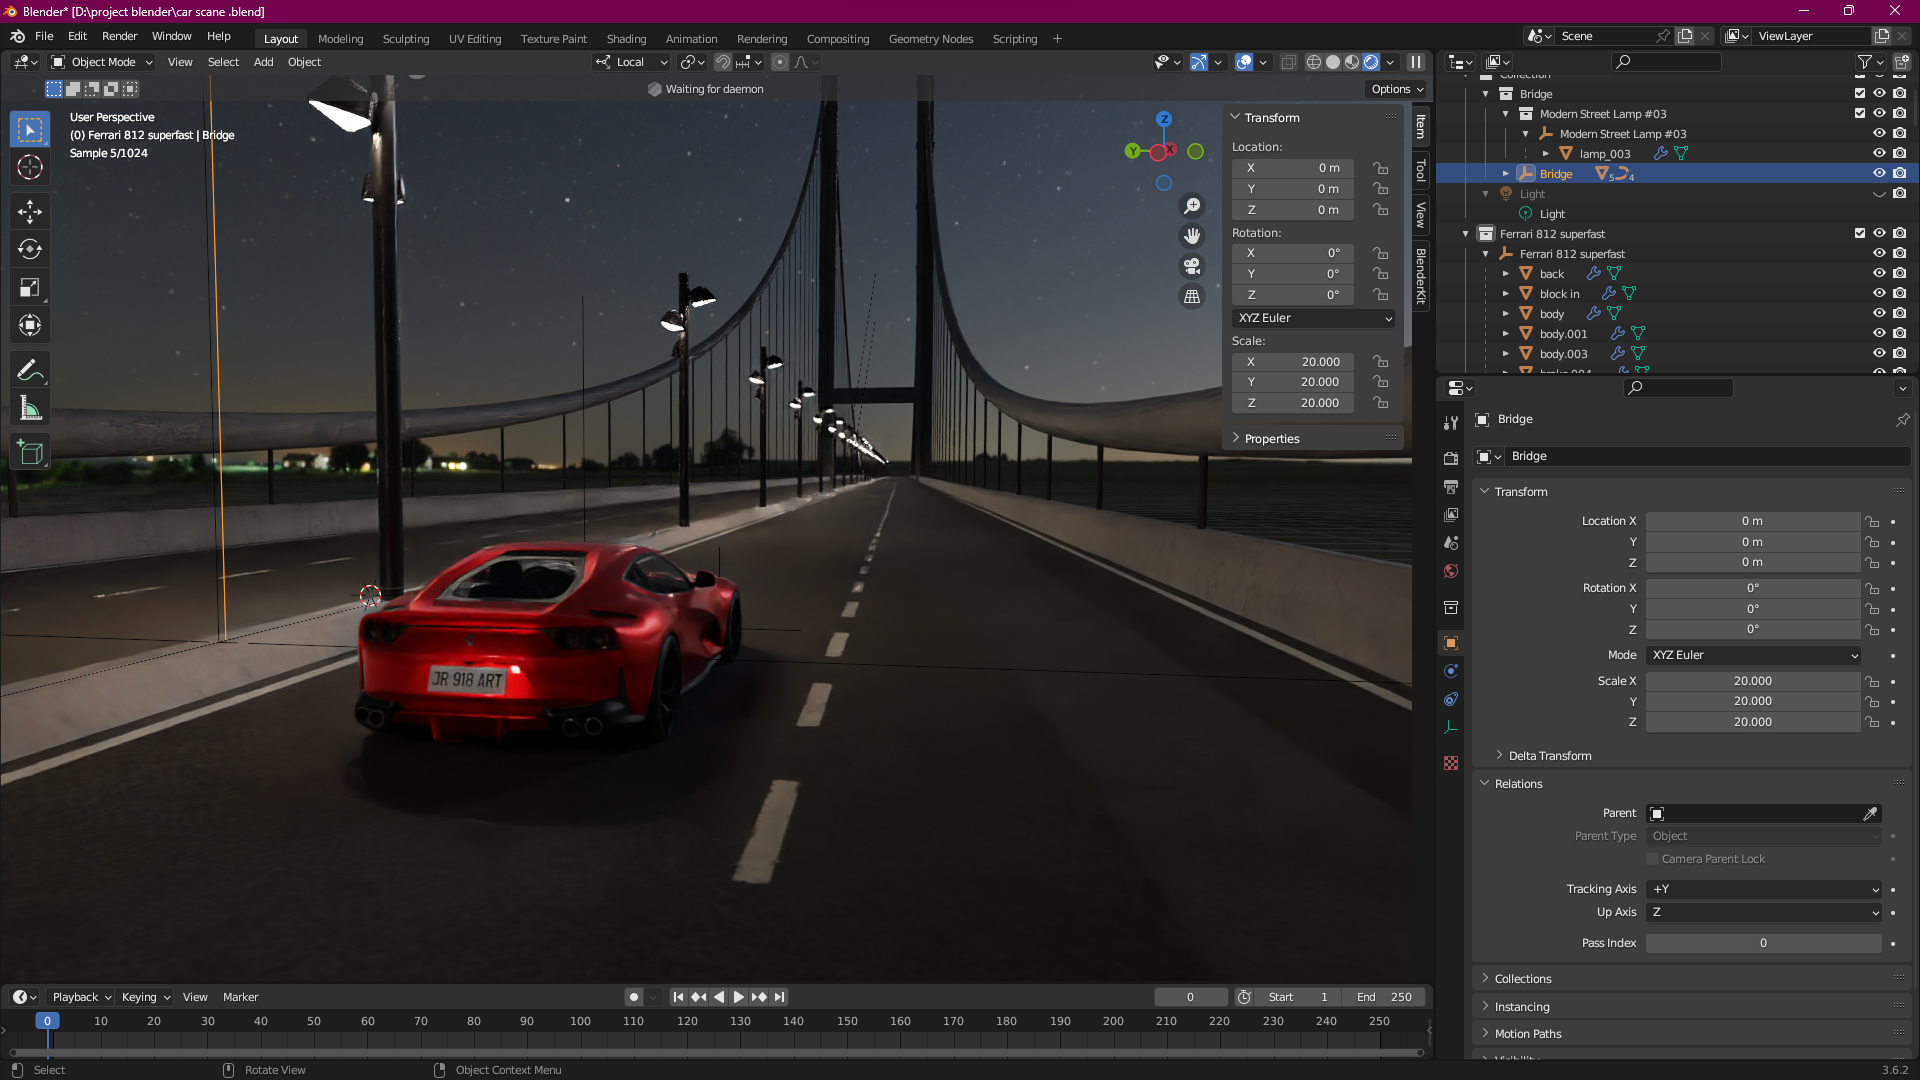 Blender* [D:\project blender\car scane .blend]
File Edit Render Window Help Layout Modeling Sculpting UV Editing Texture Paint Shading Animation Rendering Compositing Geometry Nodes Scripting + Scene ViewLayer
Object Mode View Select Add Object Local
Waiting for daemon Options
User Perspective
(0) Ferrari 812 superfast | Bridge
Sample 5/1024
Z
Y X
Transform
Location:
X 0 m
Y 0 m
Z 0 m
Rotation:
X 0°
Y 0°
Z 0°
XYZ Euler
Scale:
X 20.000
Y 20.000
Z 20.000
Properties
Item
Tool
View
BlenderKit
JR 918 ART
Collection
Bridge
Modern Street Lamp #03
Modern Street Lamp #03
lamp_003
Bridge 5 4
Light
Light
Ferrari 812 superfast
Ferrari 812 superfast
back
block in
body
body.001
body.003
Bridge
Bridge
Transform
Location X 0 m
Y 0 m
Z 0 m
Rotation X 0°
Y 0°
Z 0°
Mode XYZ Euler
Scale X 20.000
Y 20.000
Z 20.000
Delta Transform
Relations
Parent
Parent Type Object
Camera Parent Lock
Tracking Axis +Y
Up Axis Z
Pass Index 0
Collections
Instancing
Motion Paths
Playback Keying View Marker 0 Start 1 End 250
0 10 20 30 40 50 60 70 80 90 100 110 120 130 140 150 160 170 180 190 200 210 220 230 240 250
Select Rotate View Object Context Menu 3.6.2